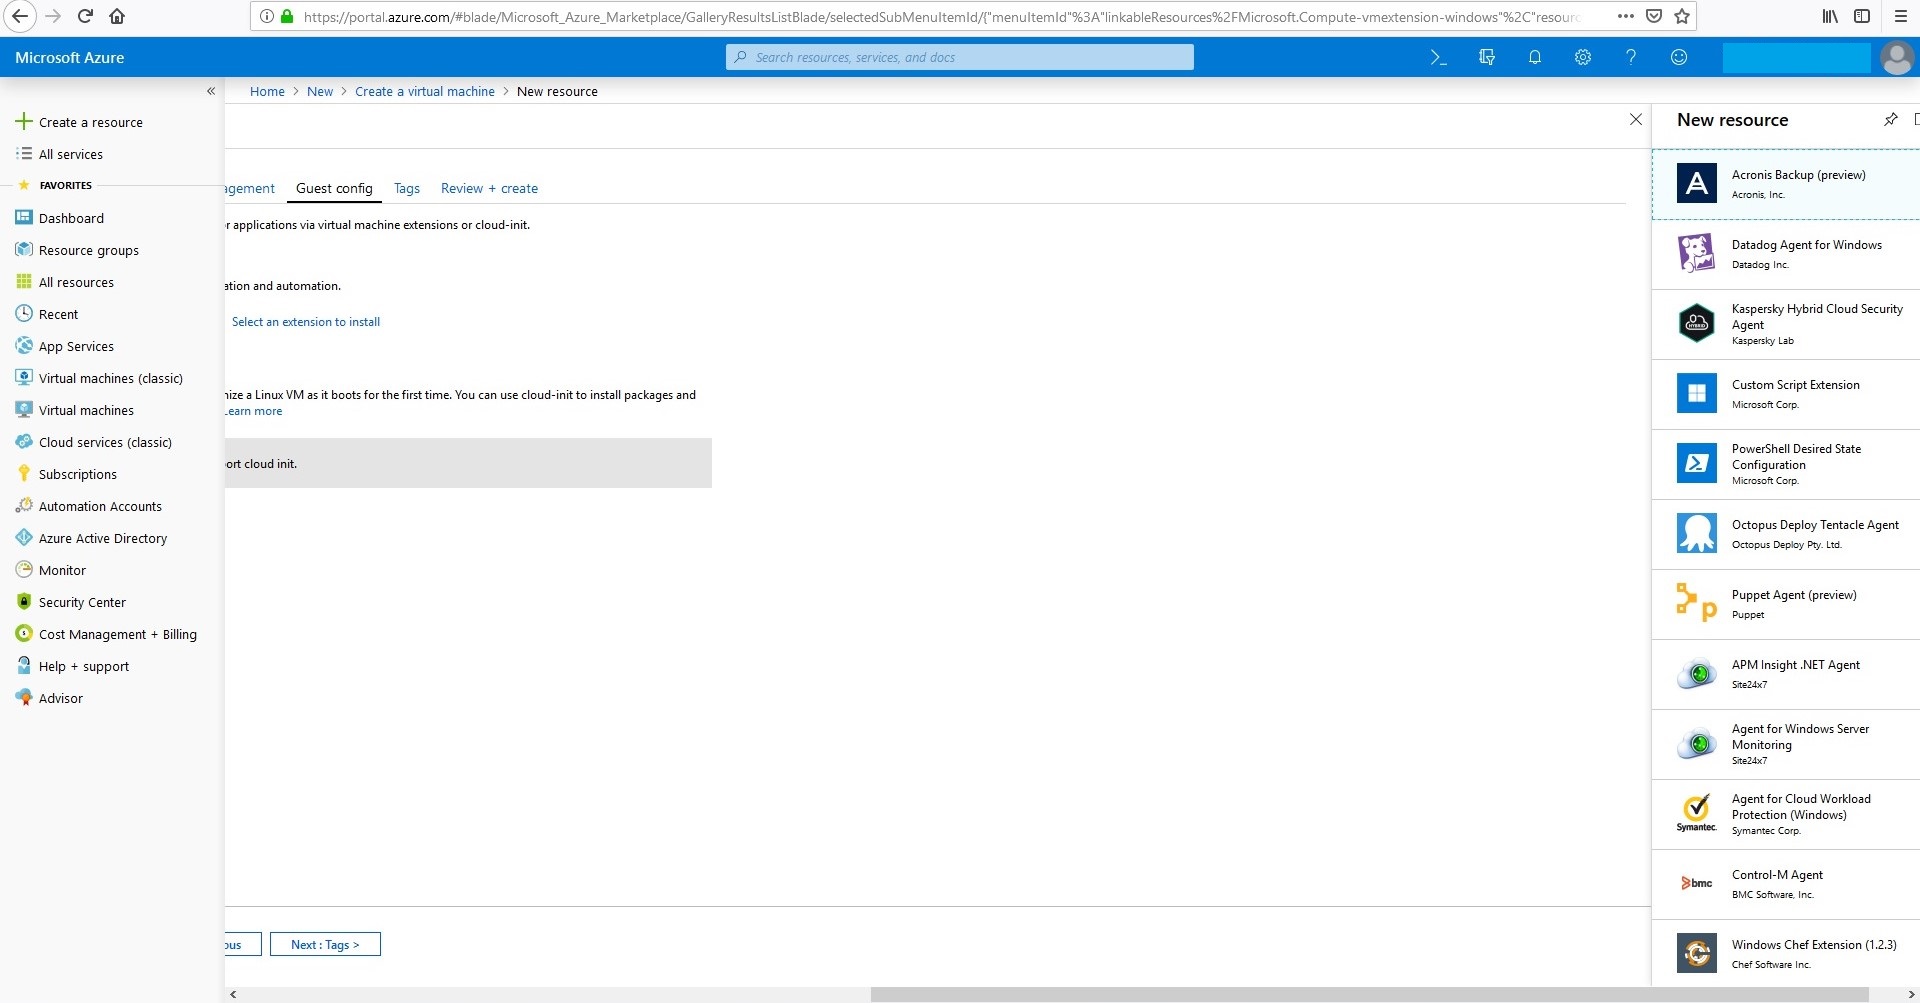 https://portal.azure.com/#blade/Microsoft_Azure_Marketplace/GalleryResultsListBlade/selectedSubMenuItemId/{"menuItemId"%3A"linkableResources%2FMicrosoft.Compute-vmextension-windows"%2C"resourc
Microsoft Azure
Search resources, services, and docs
Home > New > Create a virtual machine > New resource
Create a resource
All services
FAVORITES
Dashboard
Resource groups
All resources
Recent
App Services
Virtual machines (classic)
Virtual machines
Cloud services (classic)
Subscriptions
Automation Accounts
Azure Active Directory
Monitor
Security Center
Cost Management + Billing
Help + support
Advisor
agement Guest config Tags Review + create
r applications via virtual machine extensions or cloud-init.
ation and automation.
Select an extension to install
nize a Linux VM as it boots for the first time. You can use cloud-init to install packages and
Learn more
ort cloud init.
ous
Next : Tags >
New resource
Acronis Backup (preview)
Acronis, Inc.
Datadog Agent for Windows
Datadog Inc.
HYBRID
Kaspersky Hybrid Cloud Security
Agent
Kaspersky Lab
Custom Script Extension
Microsoft Corp.
PowerShell Desired State
Configuration
Microsoft Corp.
Octopus Deploy Tentacle Agent
Octopus Deploy Pty. Ltd.
Puppet Agent (preview)
Puppet
APM Insight .NET Agent
Site24x7
Agent for Windows Server
Monitoring
Site24x7
Symantec.
Agent for Cloud Workload
Protection (Windows)
Symantec Corp.
bmc
Control-M Agent
BMC Software, Inc.
Windows Chef Extension (1.2.3)
Chef Software Inc.